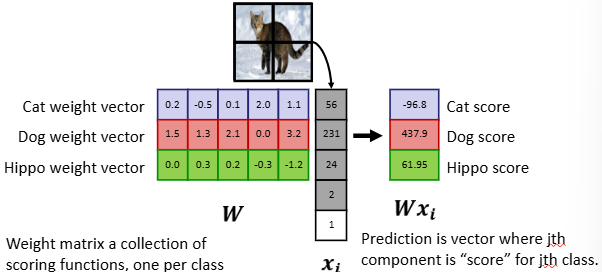 Cat weight vector 0.2 -0.5 0.1 2.0 1.1 56 -96.8 Cat score
Dog weight vector 1.5 1.3 2.1 0.0 3.2 231 437.9 Dog score
Hippo weight vector 0.0 0.3 0.2 -0.3 -1.2 24 61.95 Hippo score
2
1
W
Wxᵢ
xᵢ
Weight matrix a collection of
scoring functions, one per class
Prediction is vector where jth
component is “score” for jth class.